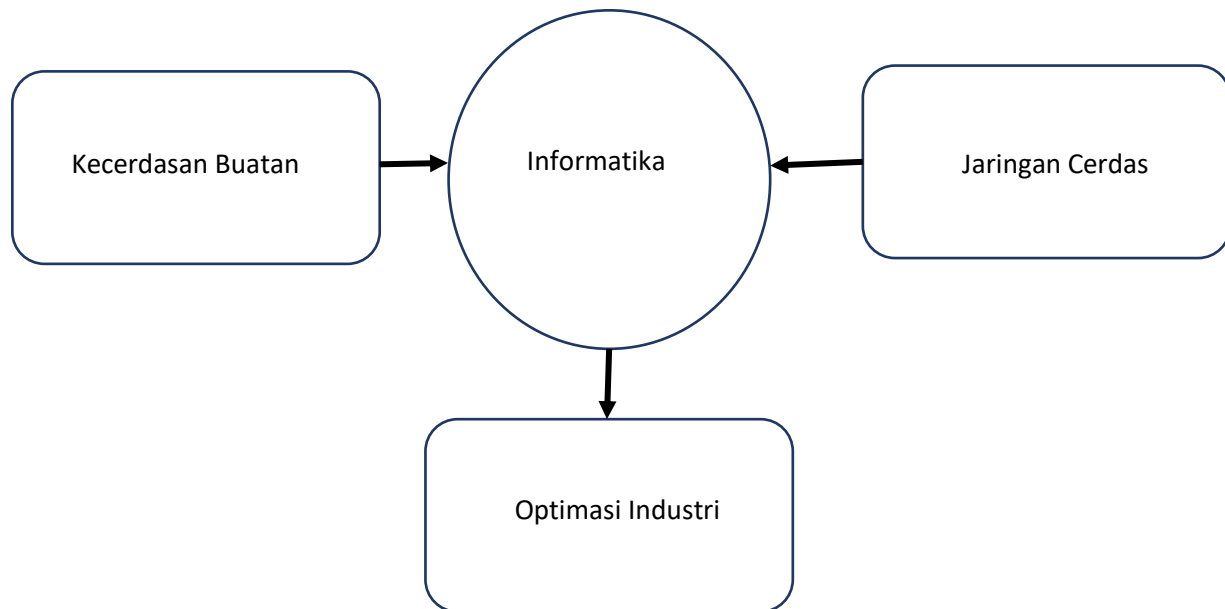 Kecerdasan Buatan
Informatika
Jaringan Cerdas
Optimasi Industri